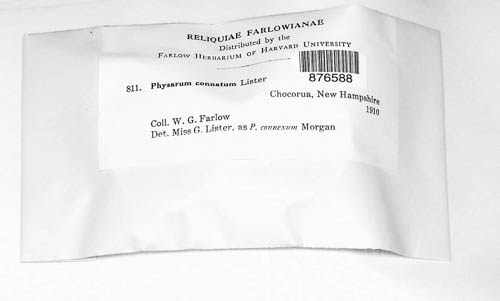 RELIQUIAE FARLOWIANAE
Distributed by the
FARLOW HERBARIUM OF HARVARD UNIVERSITY
876588
811. Physarum connatum Lister
Chocorua, New Hampshire
1910
Coll. W. G. Farlow
Det. Miss G. Lister, as P. connexum Morgan